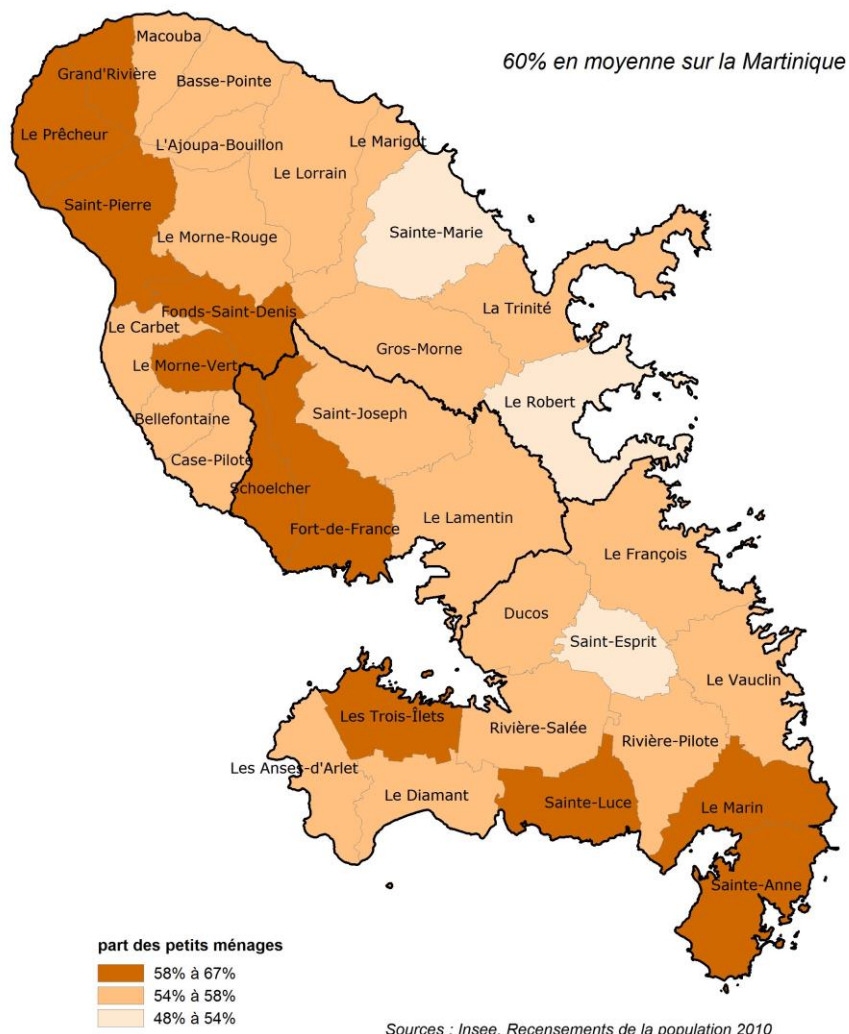 Macouba
60% en moyenne sur la Martinique
Grand'Rivière
Basse-Pointe
Le Prêcheur
L'Ajoupa-Bouillon
Le Marigot
Le Lorrain
Saint-Pierre
Sainte-Marie
Le Morne-Rouge
La Trinité
Fonds-Saint-Denis
Le Carbet
Gros-Morne
Le Morne-Vert
Le Robert
Saint-Joseph
Bellefontaine
Case-Pilote
Schoelcher
Le Lamentin
Fort-de-France
Le François
Ducos
Saint-Esprit
Le Vauclin
Les Trois-Îlets
Rivière-Salée
Rivière-Pilote
Les Anses-d'Arlet
Le Diamant
Sainte-Luce
Le Marin
Sainte-Anne
part des petits ménages
58% à 67%
54% à 58%
48% à 54%
Sources : Insee, Recensements de la population 2010